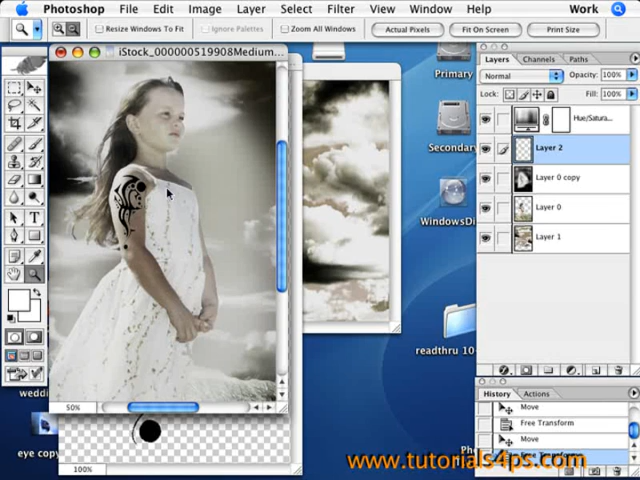 Photoshop File Edit Image Layer Select Filter View Window Help Work
Resize Windows To Fit Ignore Palettes Zoom All Windows Actual Pixels Fit On Screen Print Size
iStock_000000519908Medium...
Layers Channels Paths
Normal Opacity: 100%
Lock: Fill: 100%
Hue/Satura...
Layer 2
Layer 0 copy
Layer 0
Layer 1
Primary
Secondary
WindowsDi
readthru 10
50%
100%
weddi
eye copy
History Actions
Move
Free Transform
Move
Free Transform
www.tutorials4ps.com